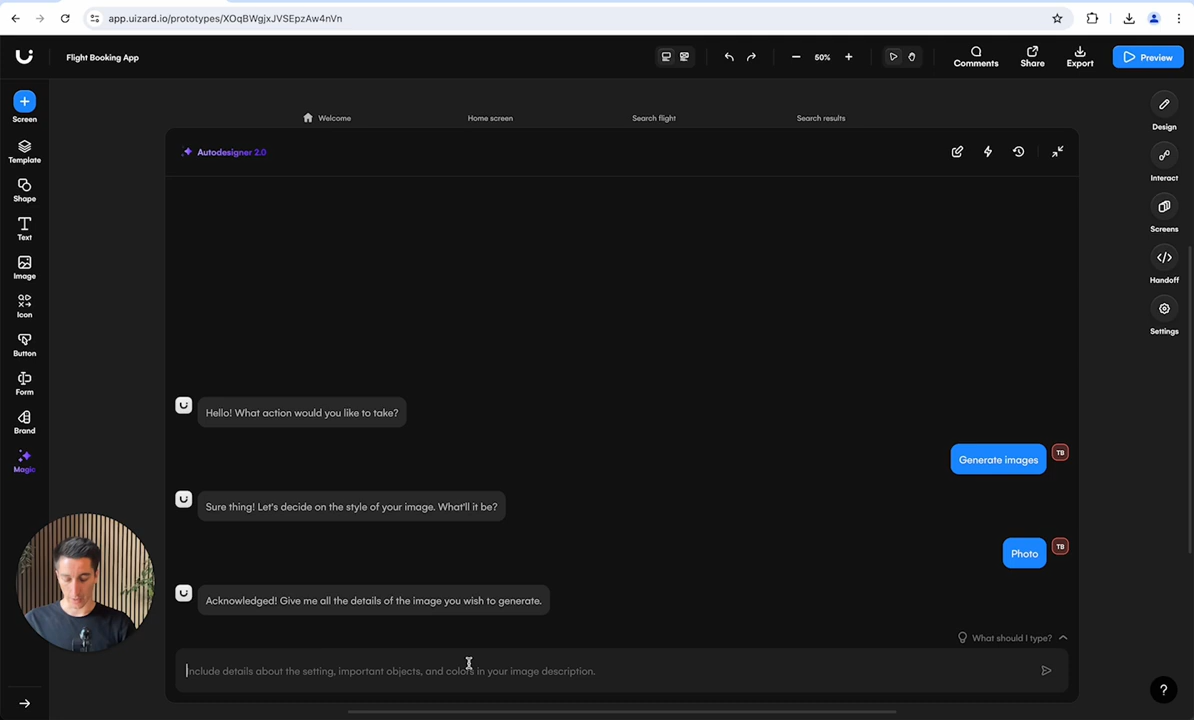 app.uizard.io/prototypes/XOqBWgjxJVSEpzAw4nVn
Flight Booking App
50%
Comments
Share
Export
Preview
Screen
Template
Shape
Text
Image
Icon
Button
Form
Brand
Magic
Welcome
Home screen
Search flight
Search results
Autodesigner 2.0
Hello! What action would you like to take?
Generate images
TB
Sure thing! Let's decide on the style of your image. What'll it be?
Photo
TB
Acknowledged! Give me all the details of the image you wish to generate.
What should I type?
Include details about the setting, important objects, and colors in your image description.
Design
Interact
Screens
Handoff
Settings
?